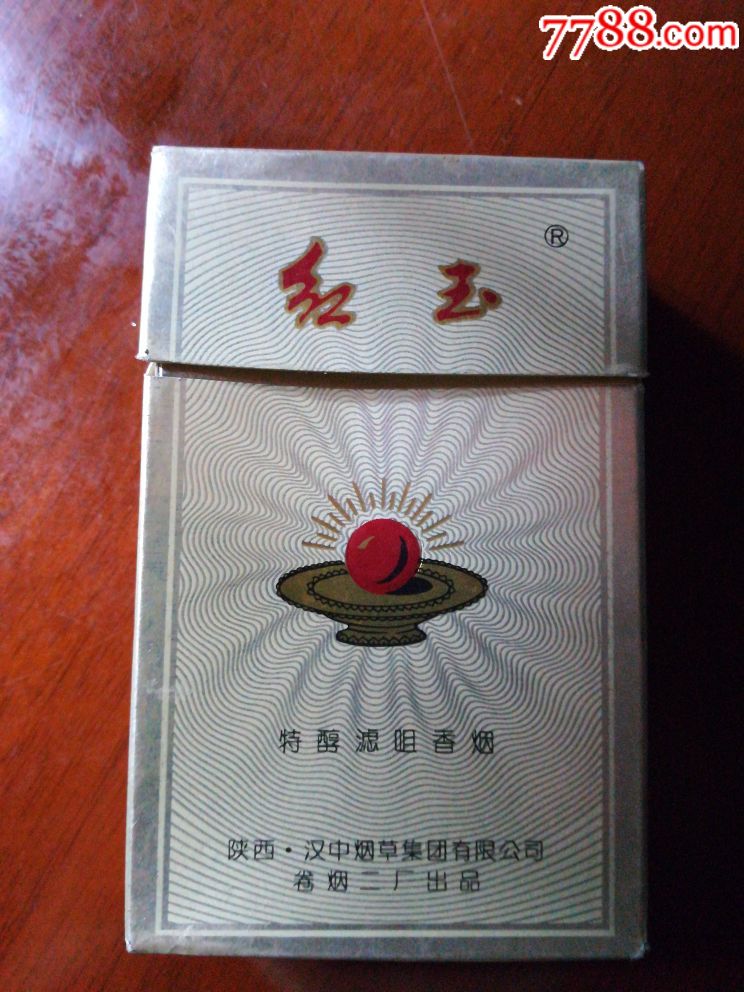 7788.com
红玉 ®
特醇滤咀香烟
陕西·汉中烟草集团有限公司
卷烟二厂出品